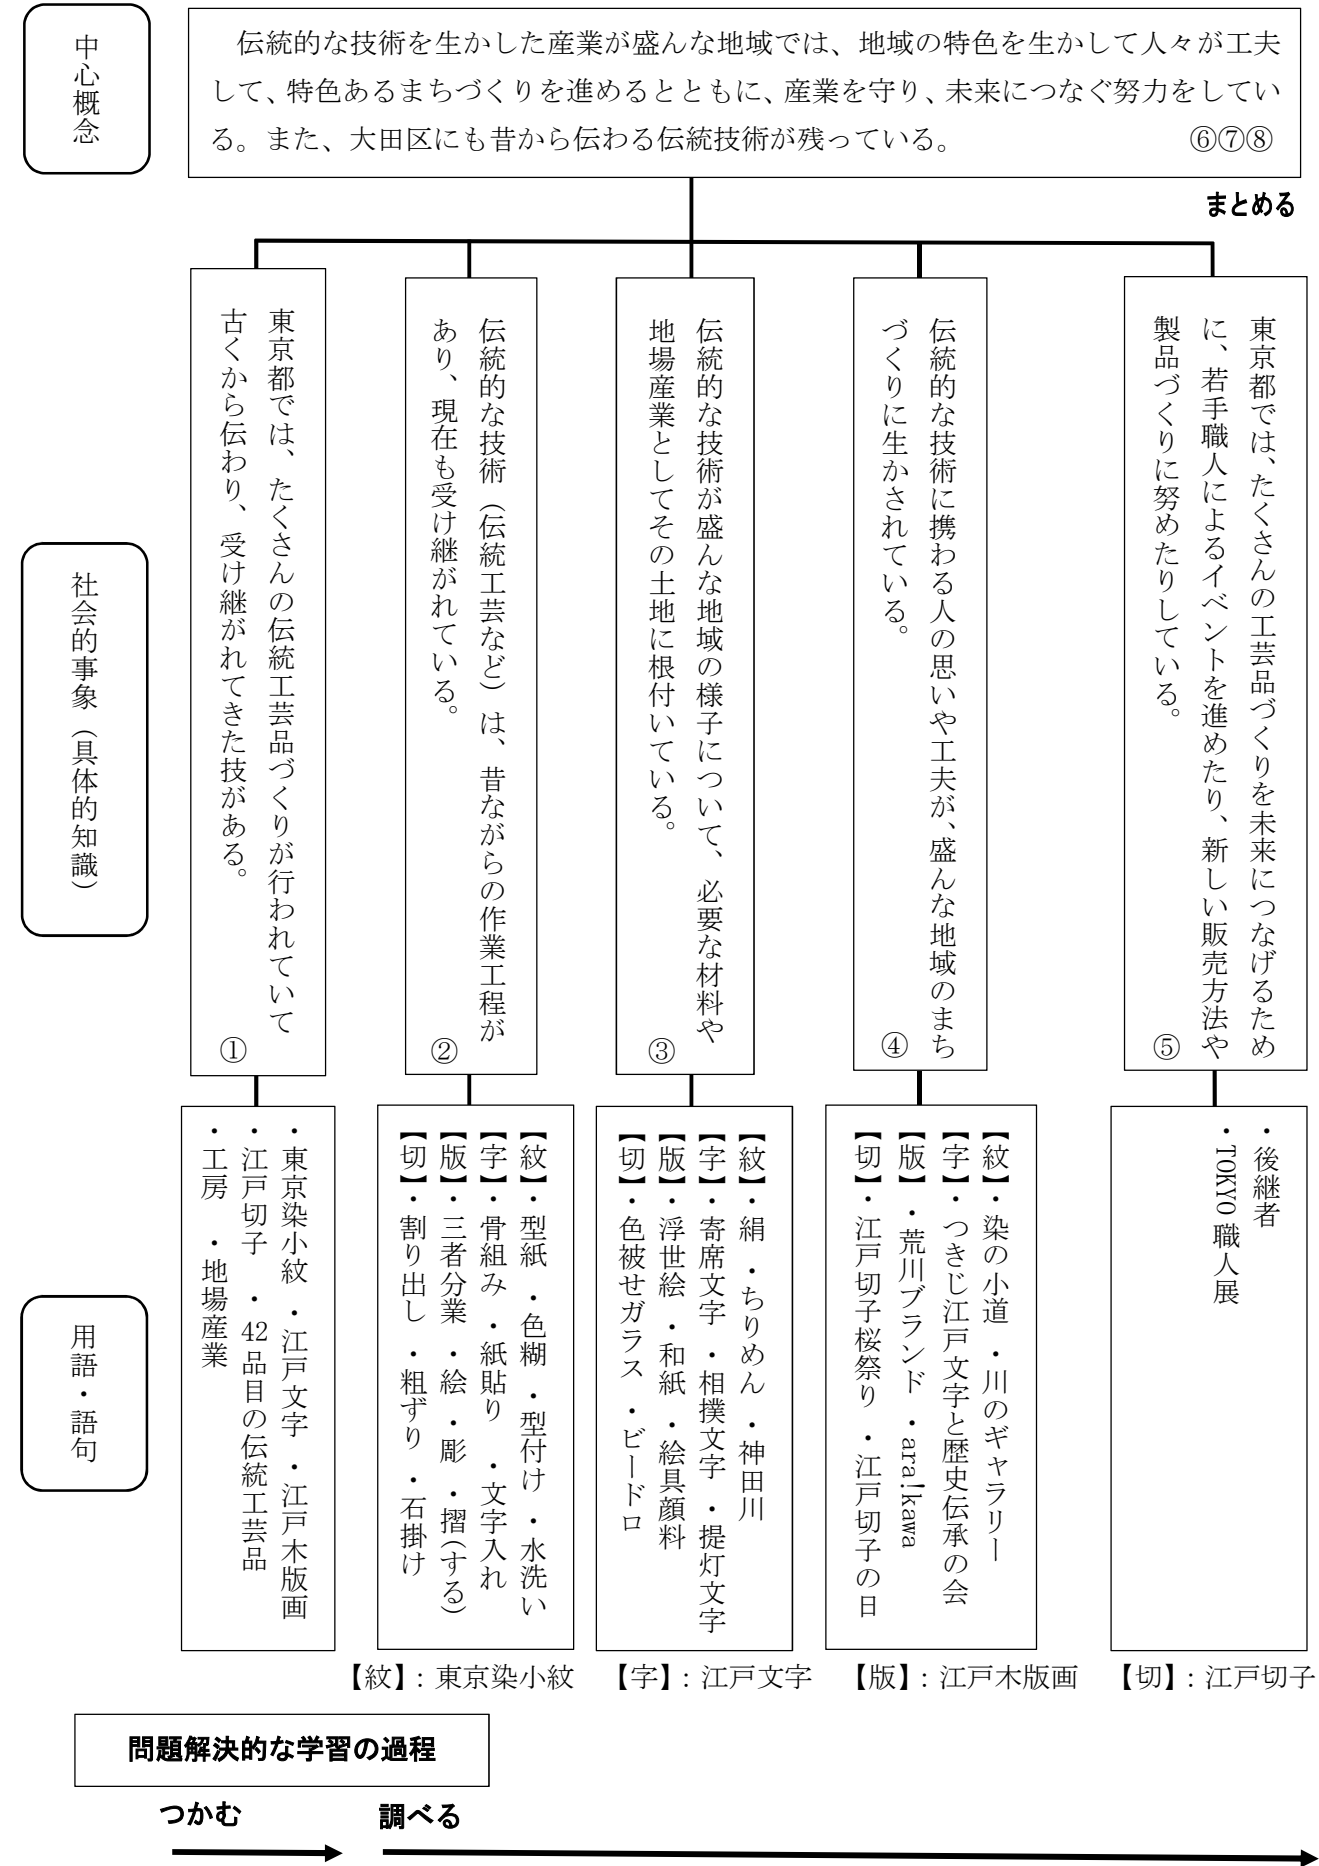 中心概念
伝統的な技術を生かした産業が盛んな地域では、地域の特色を生かして人々が工夫
して、特色あるまちづくりを進めるとともに、産業を守り、未来につなぐ努力をしてい
る。また、大田区にも昔から伝わる伝統技術が残っている。 ⑥⑦⑧
まとめる
社会的事象（具体的知識）
東京都では、たくさんの伝統工芸品づくりが行われていて
古くから伝わり、受け継がれてきた技がある。 ①
伝統的な技術（伝統工芸など）は、昔ながらの作業工程が
あり、現在も受け継がれている。 ②
伝統的な技術が盛んな地域の様子について、必要な材料や
地場産業としてその土地に根付いている。 ③
伝統的な技術に携わる人の思いや工夫が、盛んな地域のまち
づくりに生かされている。 ④
東京都では、たくさんの工芸品づくりを未来につなげるため
に、若手職人によるイベントを進めたり、新しい販売方法や
製品づくりに努めたりしている。 ⑤
用語・語句
・東京染小紋 ・江戸文字 ・江戸木版画
・江戸切子 ・42品目の伝統工芸品
・工房 ・地場産業
【紋】・型紙 ・色糊 ・型付け ・水洗い
【字】・骨組み ・紙貼り ・文字入れ
【版】・三者分業 ・絵 ・彫 ・摺（する）
【切】・割り出し ・粗ずり ・石掛け
【紋】・絹 ・ちりめん ・神田川
【字】・寄席文字 ・相撲文字 ・提灯文字
【版】・浮世絵 ・和紙 ・絵具顔料
【切】・色被せガラス ・ビードロ
【紋】・染の小道 ・川のギャラリー
【字】・つきじ江戸文字と歴史伝承の会
【版】・荒川ブランド ・ara!kawa
【切】・江戸切子桜祭り ・江戸切子の日
・後継者
・TOKYO 職人展
【紋】：東京染小紋 【字】：江戸文字 【版】：江戸木版画 【切】：江戸切子
問題解決的な学習の過程
つかむ 調べる